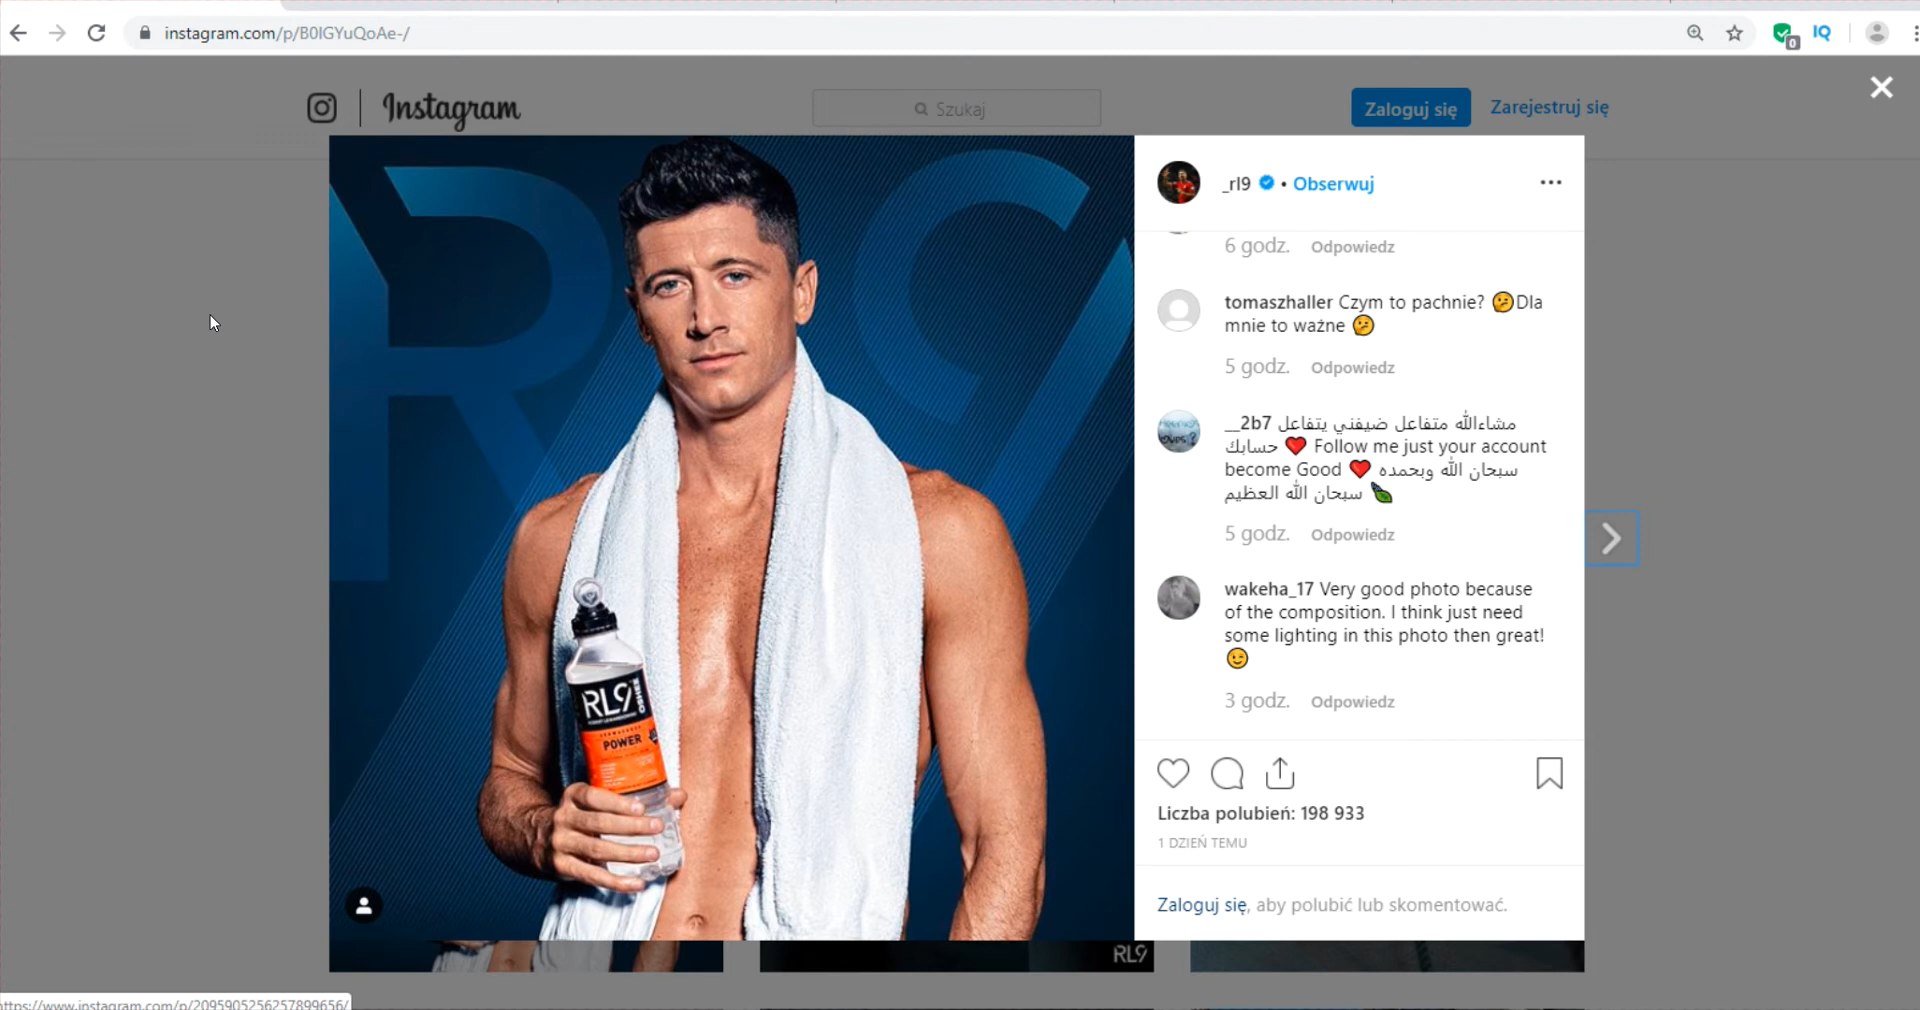 instagram.com/p/B0IGYuQoAe-/
0
IQ
Instagram
Szukaj
Zaloguj się
Zarejestruj się
RL9
_rl9 • Obserwuj
6 godz. Odpowiedz
tomaszhaller Czym to pachnie? 🤔Dla
mnie to ważne 🤔
5 godz. Odpowiedz
__2b7 مشاءالله متفاعل ضيفني يتفاعل
حسابك ❤️ Follow me just your account
become Good ❤️ سبحان الله وبحمده
سبحان الله العظيم 🍃
5 godz. Odpowiedz
wakeha_17 Very good photo because
of the composition. I think just need
some lighting in this photo then great!
😉
3 godz. Odpowiedz
RL9
OSHEE
POWER
Liczba polubień: 198 933
1 DZIEŃ TEMU
Zaloguj się, aby polubić lub skomentować.
RL9
https://www.instagram.com/p/2095905256257899656/